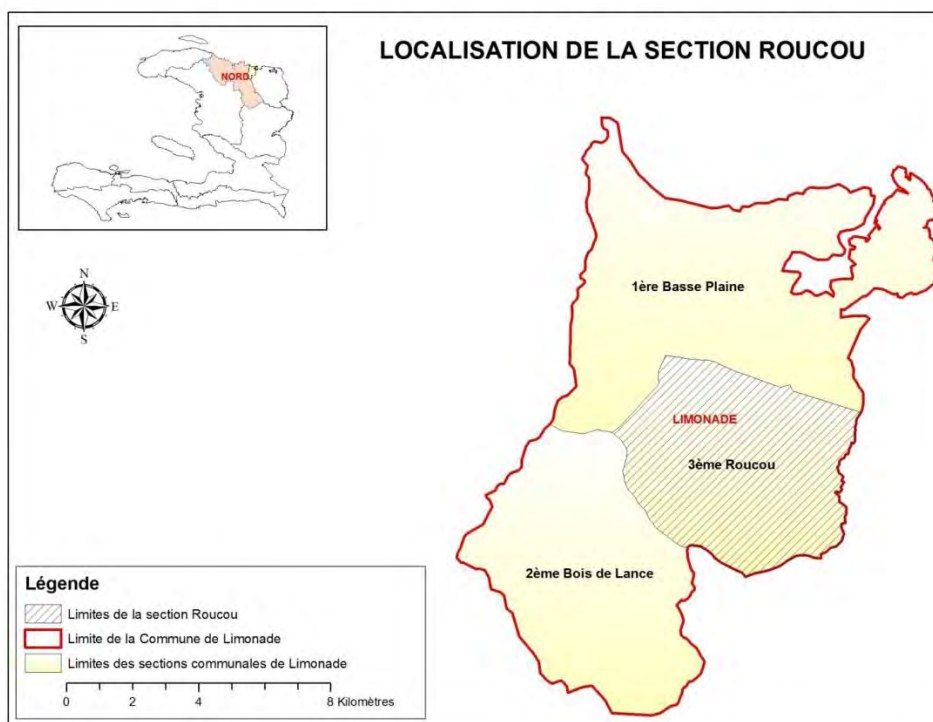 LOCALISATION DE LA SECTION ROUCOU
NORD
N
W E
S
1ère Basse Plaine
LIMONADE
3ème Roucou
2ème Bois de Lance
Légende
Limites de la section Roucou
Limite de la Commune de Limonade
Limites des sections communales de Limonade
0 2 4 8 Kilomètres